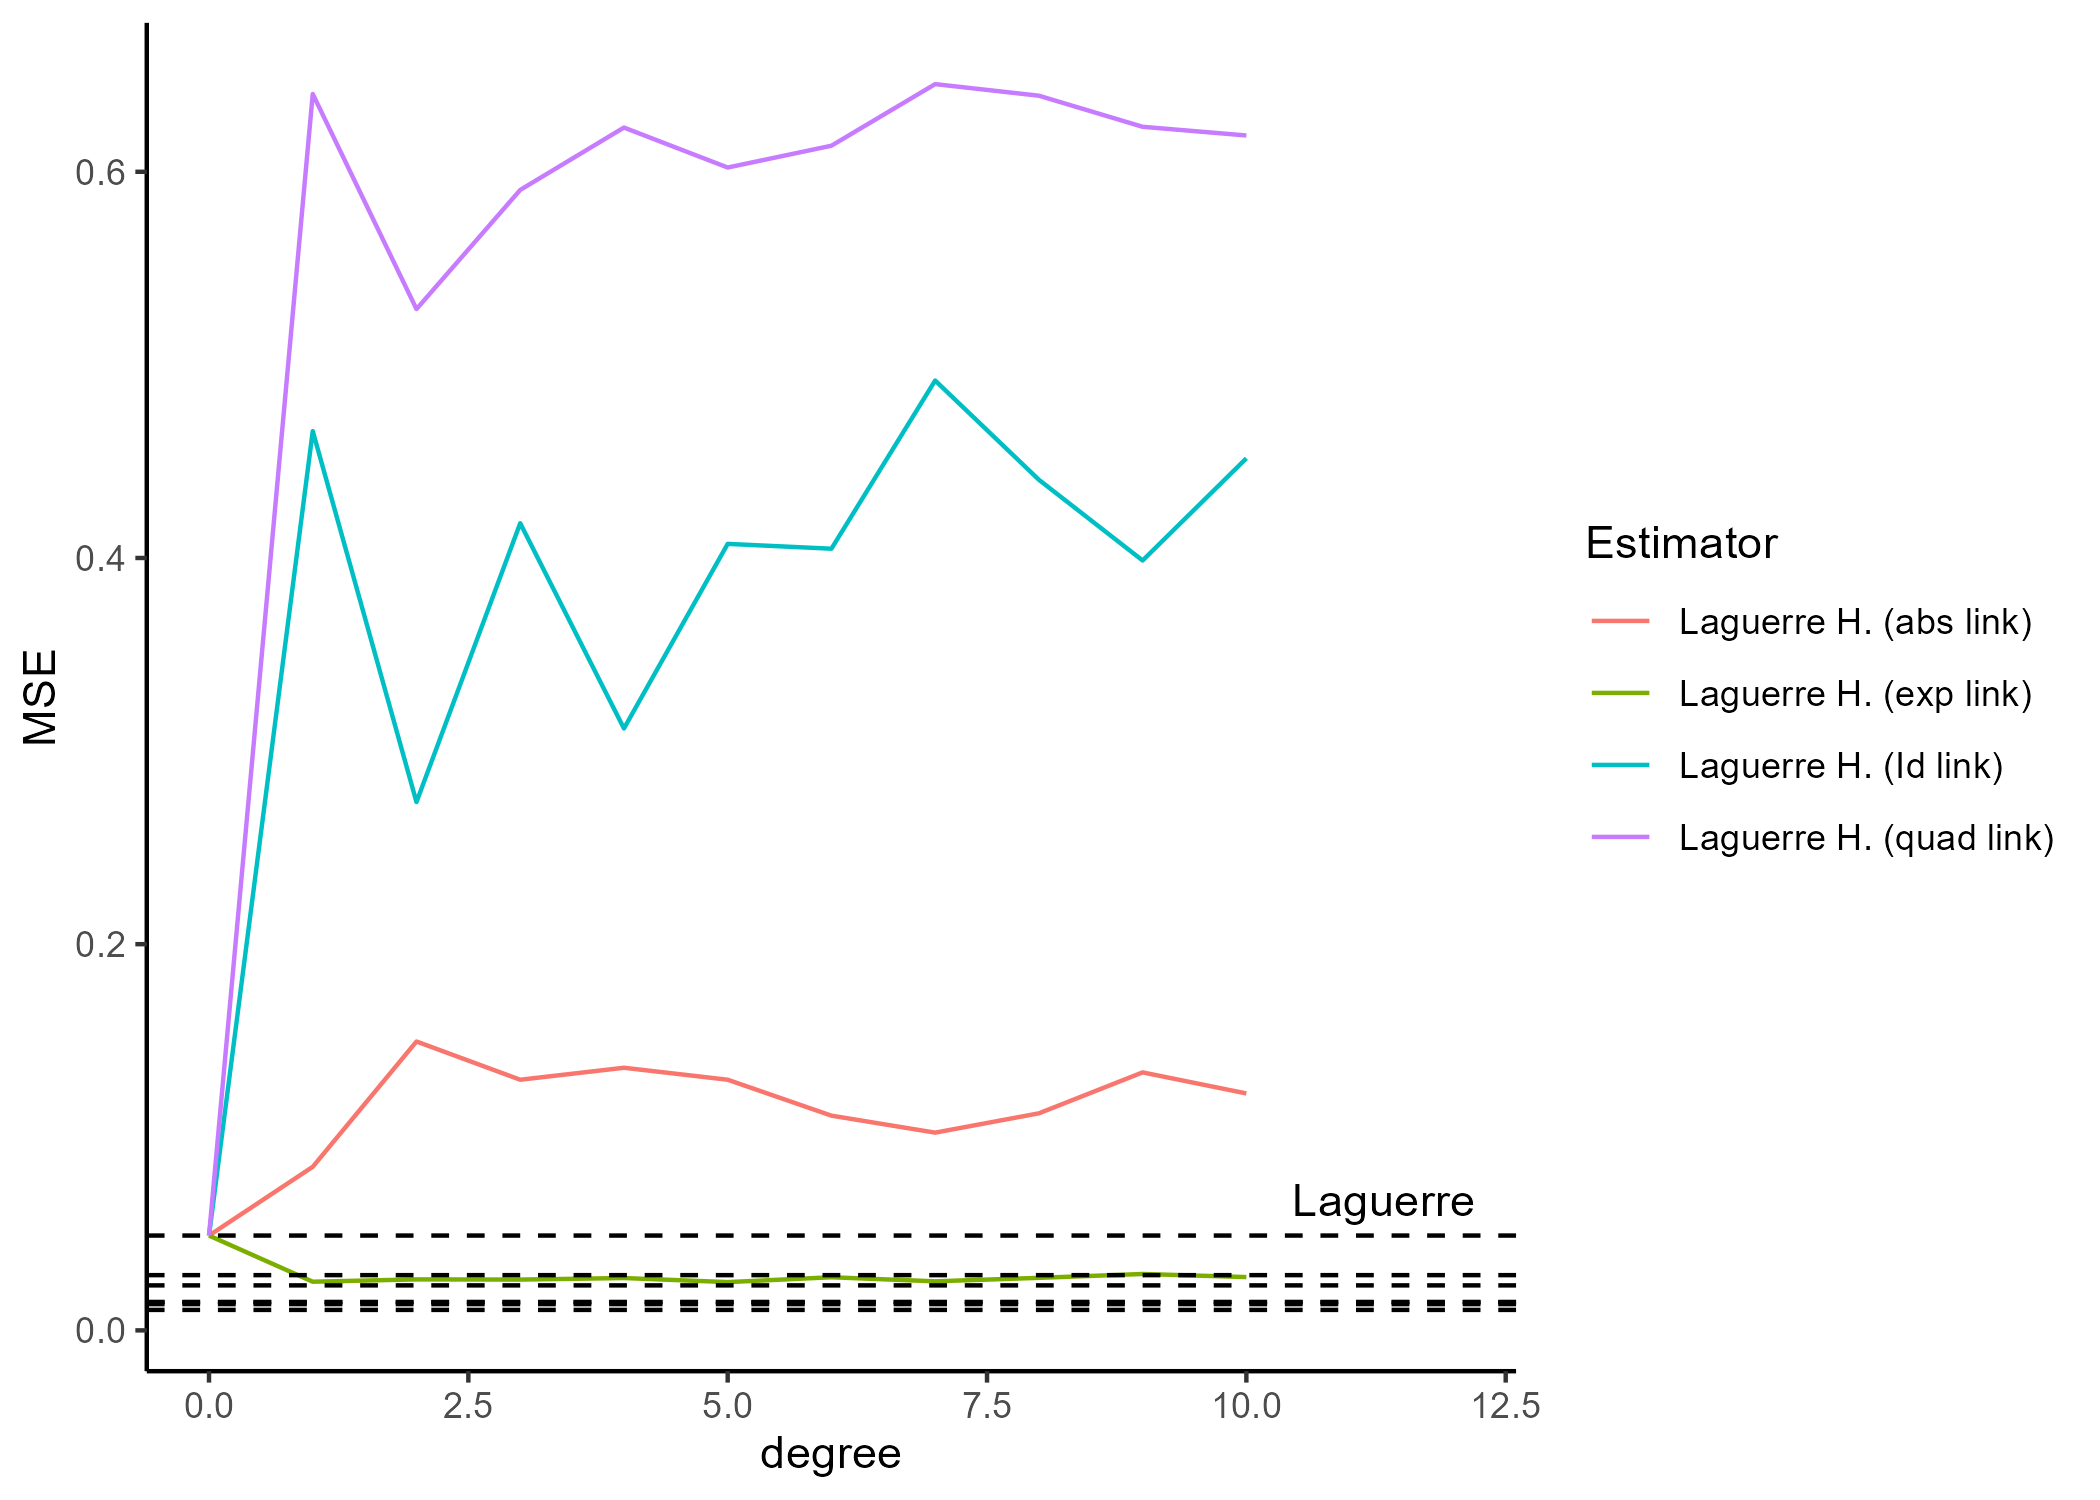 MSE
0.6
0.4
0.2
0.0
0.0
2.5
5.0
7.5
10.0
12.5
degree
Laguerre
Estimator
Laguerre H. (abs link)
Laguerre H. (exp link)
Laguerre H. (Id link)
Laguerre H. (quad link)